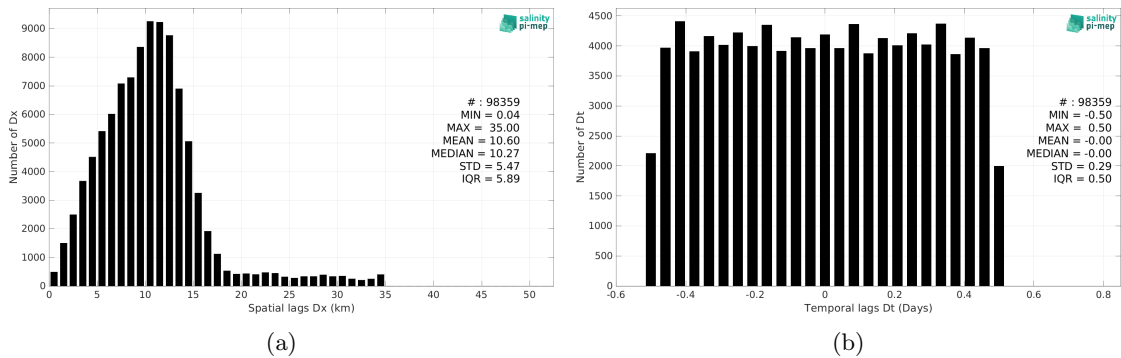 salinity
pi-mep
# : 98359
MIN = 0.04
MAX = 35.00
MEAN = 10.60
MEDIAN = 10.27
STD = 5.47
IQR = 5.89
Number of Dx
9000
8000
7000
6000
5000
4000
3000
2000
1000
0
0 5 10 15 20 25 30 35 40 45 50
Spatial lags Dx (km)
(a)
salinity
pi-mep
# : 98359
MIN = -0.50
MAX = 0.50
MEAN = -0.00
MEDIAN = -0.00
STD = 0.29
IQR = 0.50
Number of Dt
4500
4000
3500
3000
2500
2000
1500
1000
500
0
-0.6 -0.4 -0.2 0 0.2 0.4 0.6 0.8
Temporal lags Dt (Days)
(b)